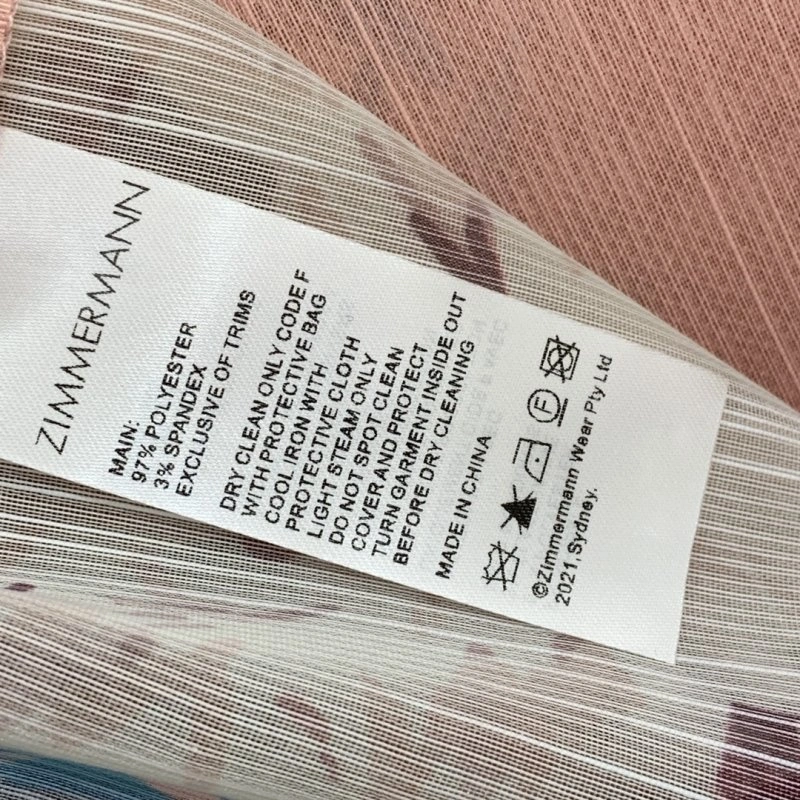 ZIMMERMANN
MAIN:
97% POLYESTER
3% SPANDEX
EXCLUSIVE OF TRIMS
DRY CLEAN ONLY CODE F
WITH PROTECTIVE BAG
COOL IRON WITH
PROTECTIVE CLOTH
LIGHT STEAM ONLY
DO NOT SPOT CLEAN
COVER AND PROTECT
TURN GARMENT INSIDE OUT
BEFORE DRY CLEANING
MADE IN CHINA
F
©Zimmermann Wear Pty Ltd
2021, Sydney.